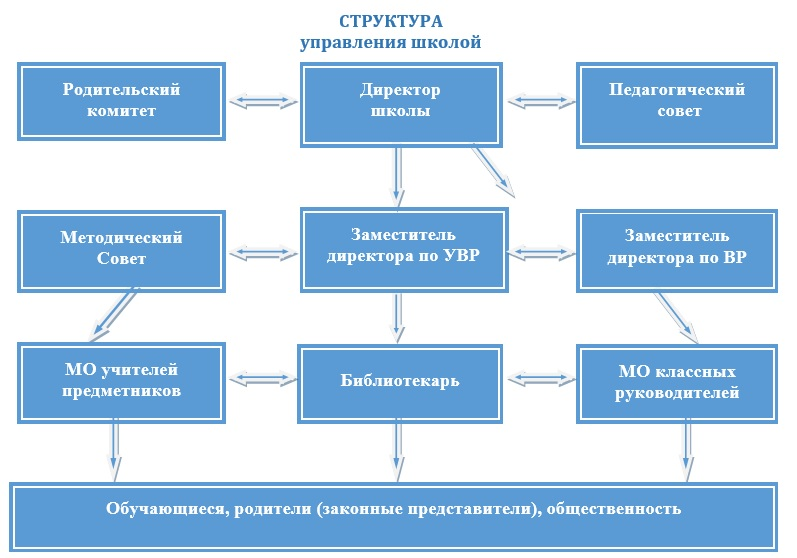 СТРУКТУРА
управления школой
Родительский
комитет
Директор
школы
Педагогический
совет
Методический
Совет
Заместитель
директора по УВР
Заместитель
директора по ВР
МО учителей
предметников
Библиотекарь
МО классных
руководителей
Обучающиеся, родители (законные представители), общественность